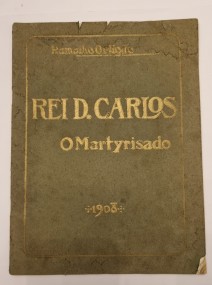 Ramalho Ortigão
REI D. CARLOS
O Martyrisado
1908